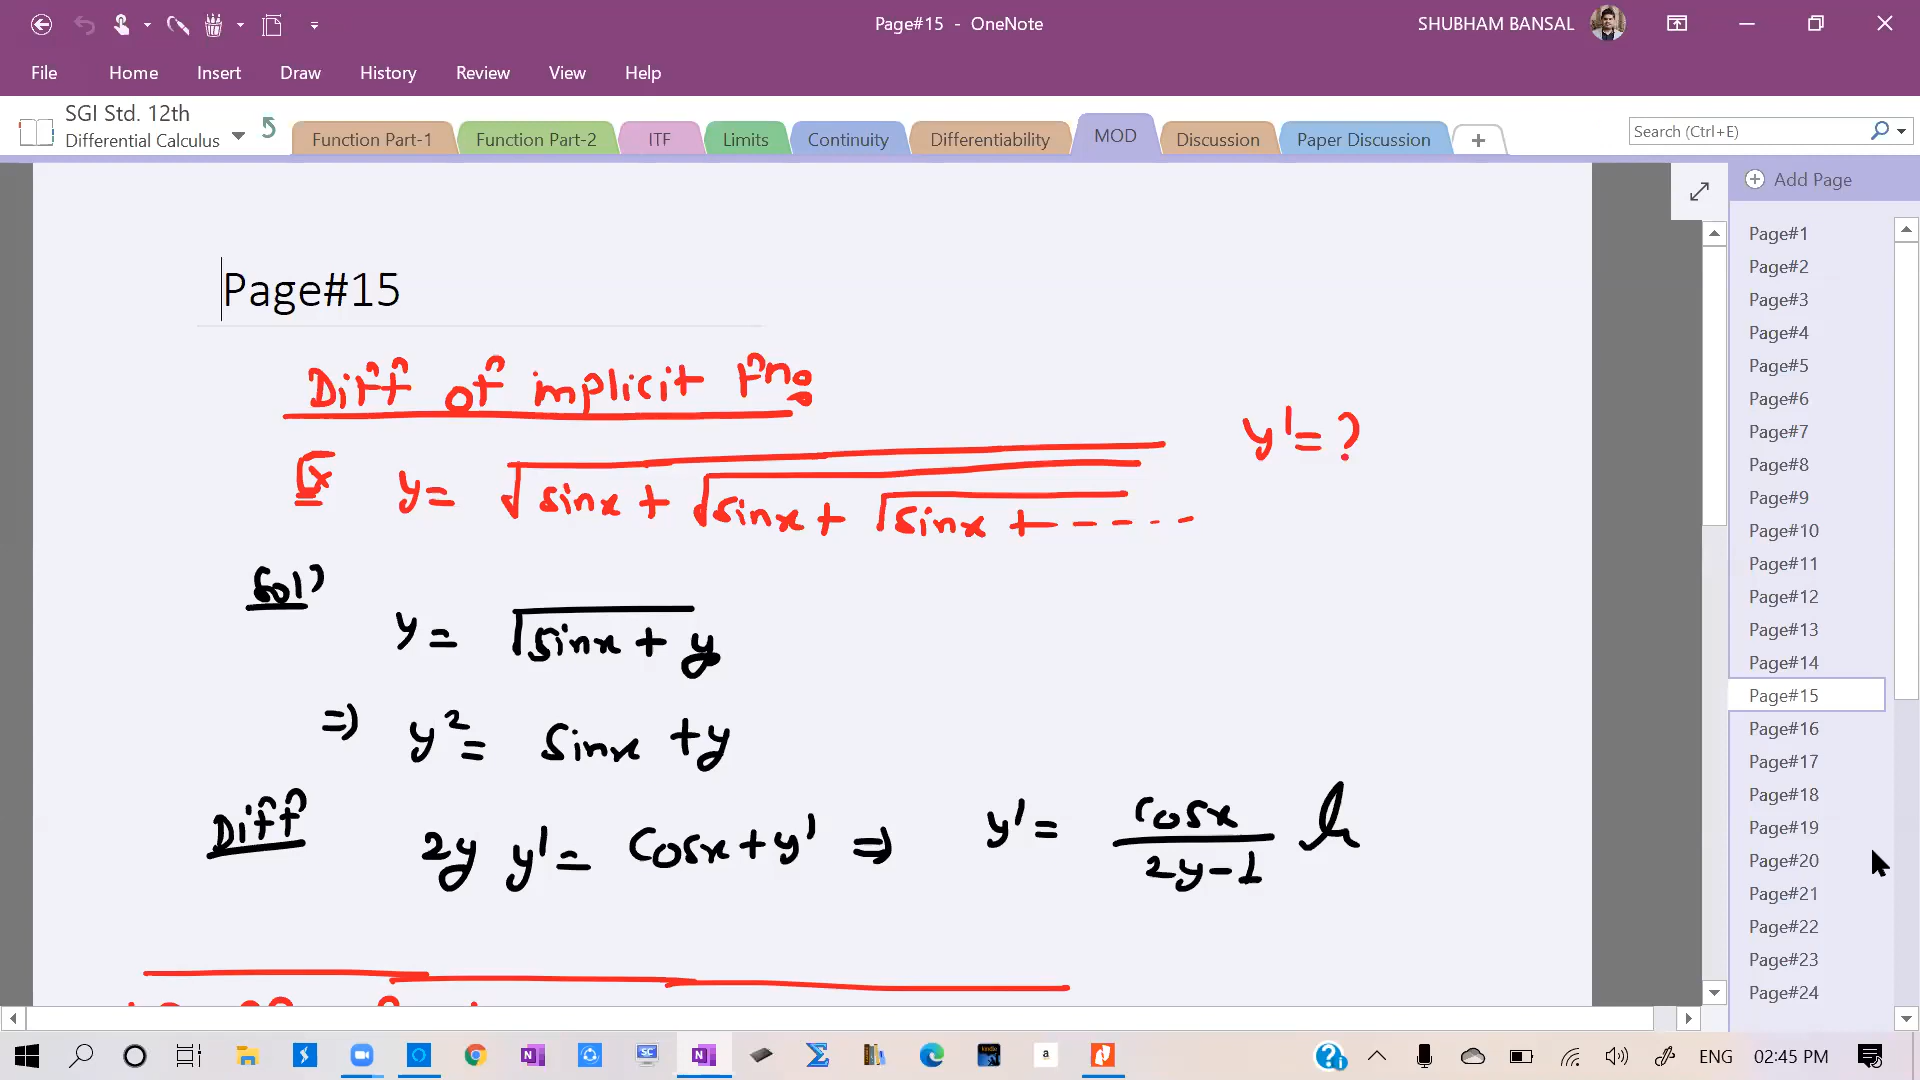 Page#15 - OneNote
SHUBHAM BANSAL
File Home Insert Draw History Review View Help
SGI Std. 12th
Differential Calculus
Function Part-1 Function Part-2 ITF Limits Continuity Differentiability MOD Discussion Paper Discussion +
Search (Ctrl+E)
Add Page
Page#1
Page#2
Page#3
Page#4
Page#5
Page#6
Page#7
Page#8
Page#9
Page#10
Page#11
Page#12
Page#13
Page#14
Page#15
Page#16
Page#17
Page#18
Page#19
Page#20
Page#21
Page#22
Page#23
Page#24
Page#15
Diff of implicit fno
Ex y = √(sinx + √(sinx + √(sinx + ----- y' = ?
Sol?
y = √(sinx + y)
=) y² = sinx + y
Diff 2y y' = cosx + y' => y' = cosx / (2y-1)
ENG 02:45 PM